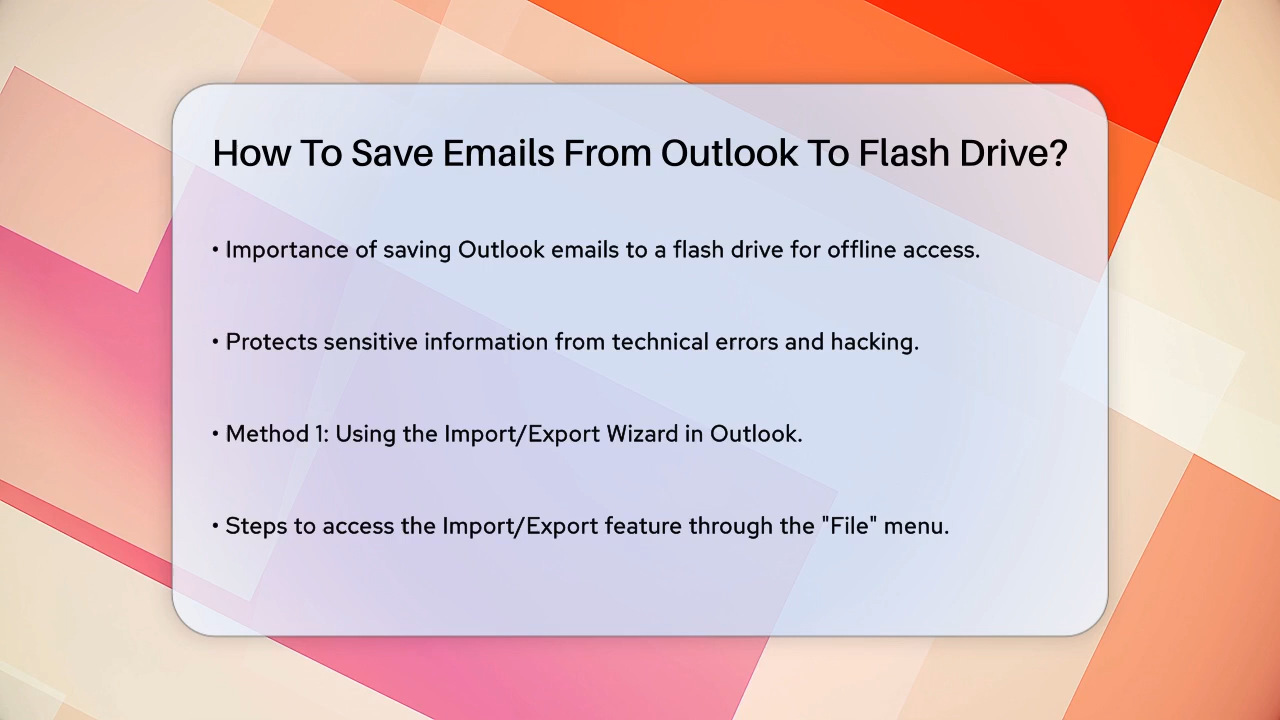 How To Save Emails From Outlook To Flash Drive?
• Importance of saving Outlook emails to a flash drive for offline access.
• Protects sensitive information from technical errors and hacking.
• Method 1: Using the Import/Export Wizard in Outlook.
• Steps to access the Import/Export feature through the "File" menu.